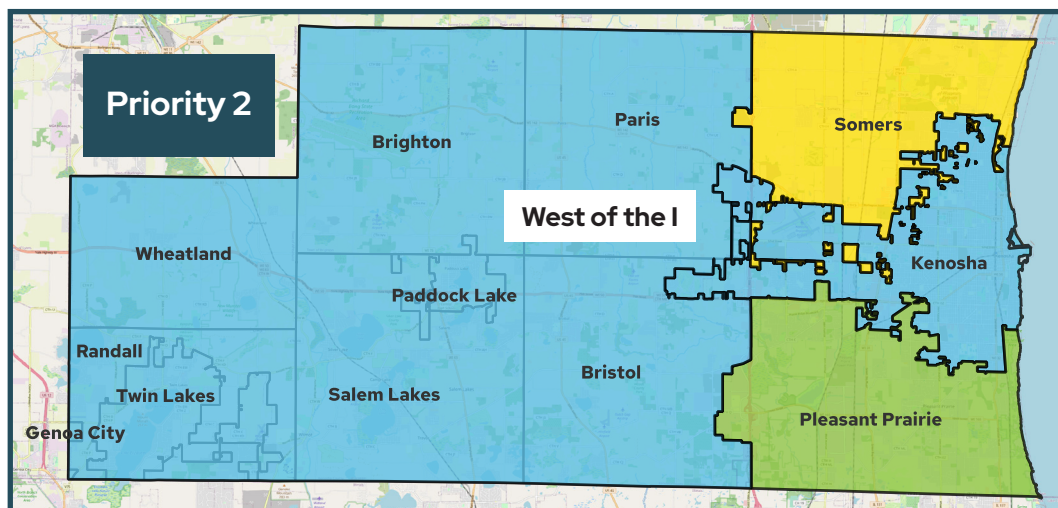 Priority 2
Paris
Somers
Brighton
West of the I
Wheatland
Kenosha
Paddock Lake
Randall
Bristol
Twin Lakes
Salem Lakes
Pleasant Prairie
Genoa City